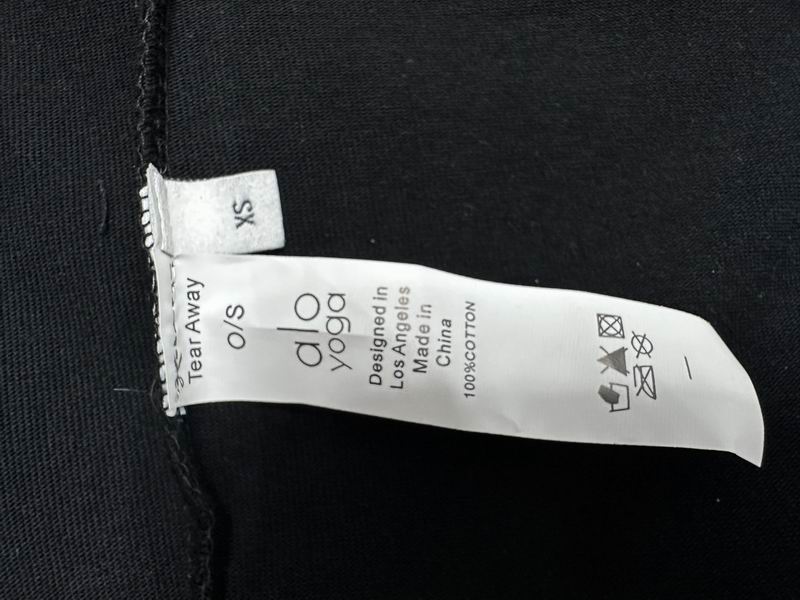 XS
Tear Away
O/S
alo
yoga
Designed in
Los Angeles
Made in
China
100%COTTON